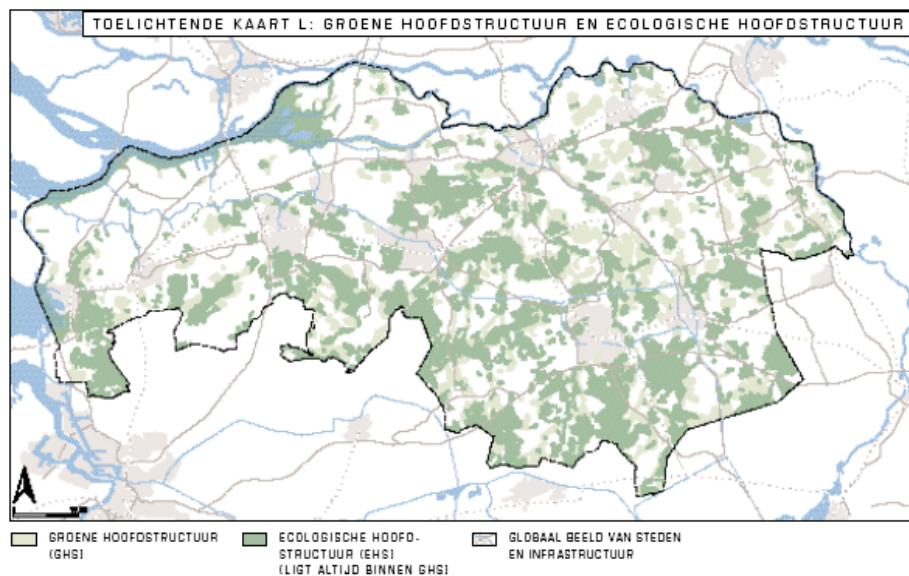 TOELICHTENDE KAART L: GROENE HOOFDSTRUCTUUR EN ECOLOGISCHE HOOFDSTRUCTUUR
GROENE HOOFDSTRUCTUUR
(GHS)
ECOLOGISCHE HOOFD-
STRUCTUUR (EHS)
(LIGT ALTIJD BINNEN GHS)
GLOBAAL BEELD VAN STEDEN
EN INFRASTRUCTUUR